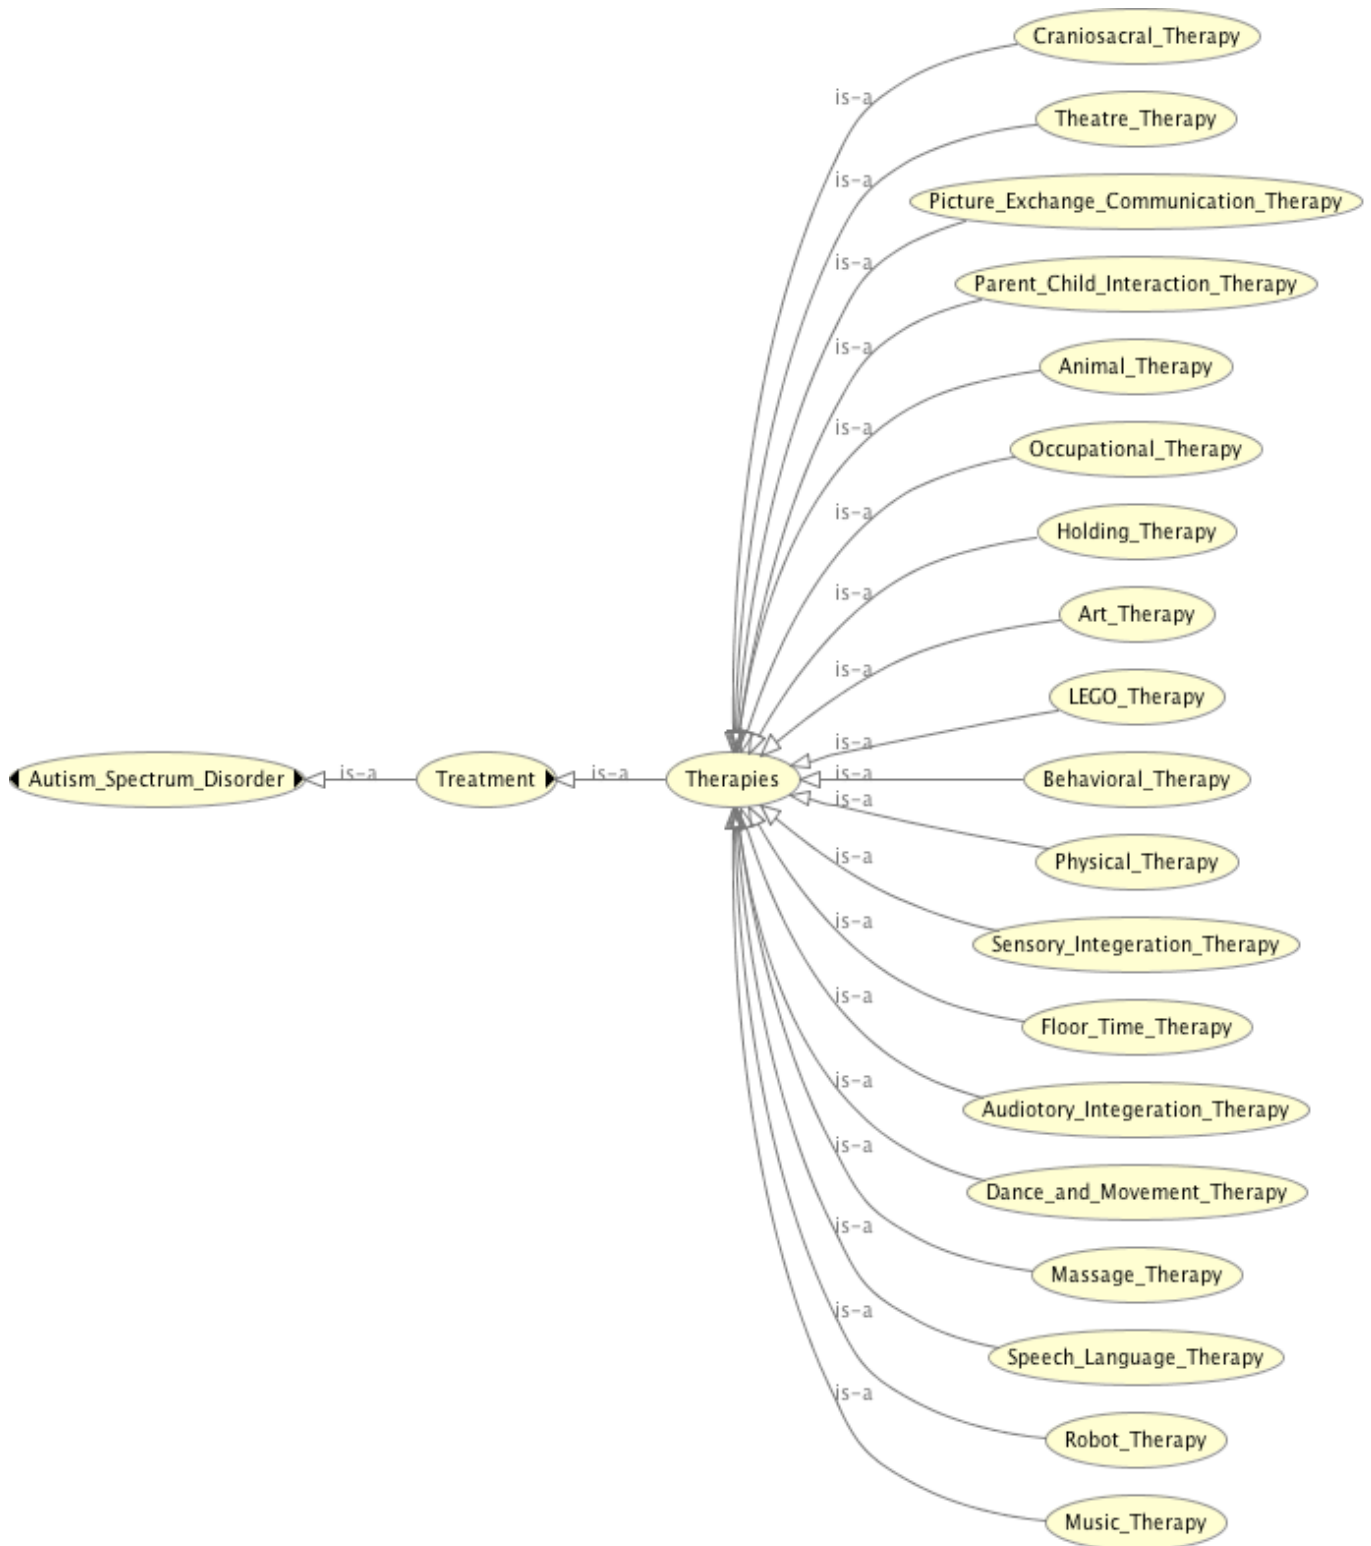 Craniosacral_Therapy
is-a
Theatre_Therapy
is-a
Picture_Exchange_Communication_Therapy
is-a
Parent_Child_Interaction_Therapy
is-a
Animal_Therapy
is-a
Occupational_Therapy
is-a
Holding_Therapy
is-a
Art_Therapy
is-a
LEGO_Therapy
is-a
Autism_Spectrum_Disorder is-a Treatment is-a Therapies is-a Behavioral_Therapy
is-a
Physical_Therapy
is-a
Sensory_Integeration_Therapy
is-a
Floor_Time_Therapy
is-a
Audiotory_Integeration_Therapy
is-a
Dance_and_Movement_Therapy
is-a
Massage_Therapy
is-a
Speech_Language_Therapy
is-a
Robot_Therapy
is-a
Music_Therapy